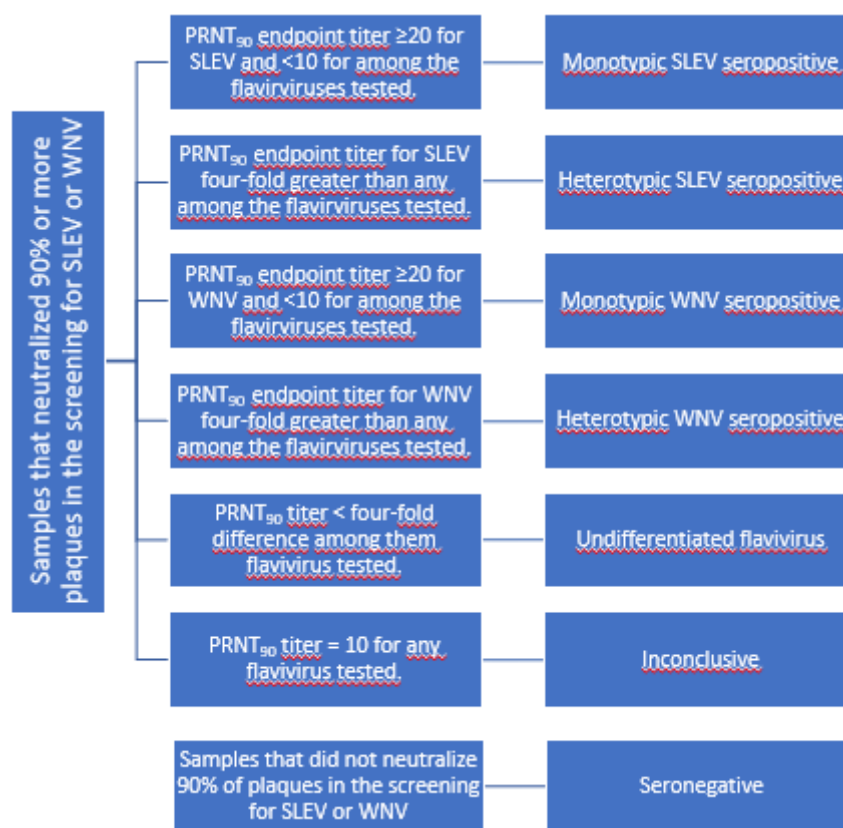 Samples that neutralized 90% or more
plaques in the screening for SLEV or WNV
PRNT₉₀ endpoint titer ≥20 for
SLEV and <10 for among the
flavirviruses tested.
Monotypic SLEV seropositive
PRNT₉₀ endpoint titer for SLEV
four-fold greater than any
among the flavirviruses tested.
Heterotypic SLEV seropositive
PRNT₉₀ endpoint titer ≥20 for
WNV and <10 for among the
flavirviruses tested.
Monotypic WNV seropositive
PRNT₉₀ endpoint titer for WNV
four-fold greater than any
among the flavirviruses tested.
Heterotypic WNV seropositive
PRNT₉₀ titer < four-fold
difference among them
flavivirus tested.
Undifferentiated flavivirus
PRNT₉₀ titer = 10 for any
flavivirus tested.
Inconclusive
Samples that did not neutralize
90% of plaques in the screening
for SLEV or WNV
Seronegative